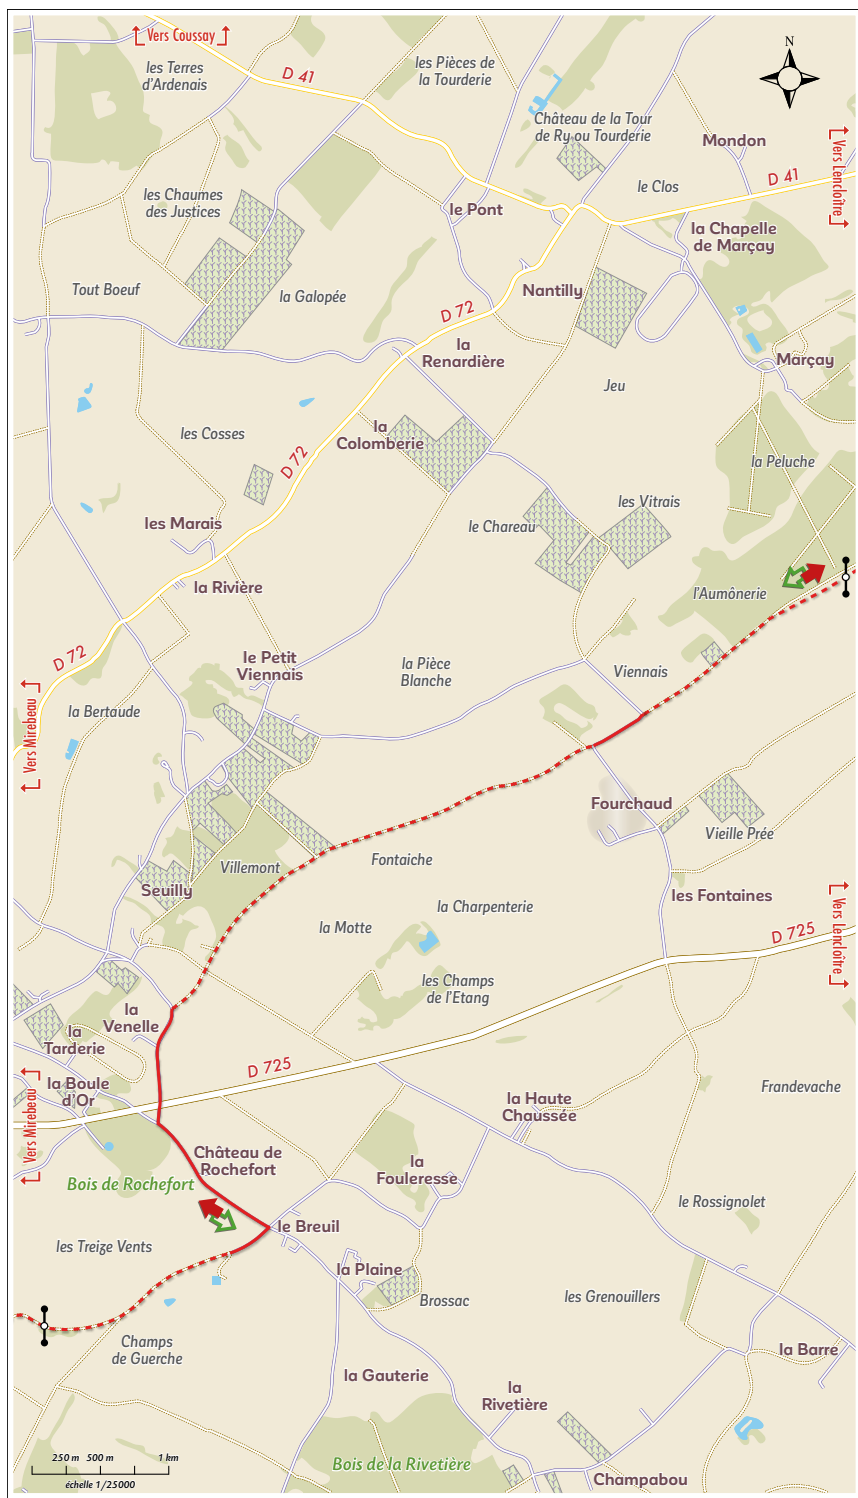 Vers Coussay
N
les Terres
d'Ardenais
D 41
les Pièces de
la Tourderie
Château de la Tour
de Ry ou Tourderie
Mondon
Vers Lencloître
D 41
le Clos
les Chaumes
des Justices
le Pont
la Chapelle
de Marçay
Tout Boeuf
la Galopée
Nantilly
D 72
la
Renardière
Marçay
Jeu
les Cosses
la
Colomberie
D 72
la Peluche
les Marais
le Chareau
les Vitrais
la Rivière
l'Aumônerie
D 72
le Petit
Viennais
la Pièce
Blanche
Viennais
la Bertaude
Vers Mirebeau
Fourchaud
Vieille Prée
Villemont
Fontaiche
Seuilly
les Fontaines
la Charpenterie
la Motte
D 725
Vers Lencloître
les Champs
de l'Etang
la
Venelle
la
Tarderie
D 725
la Boule
d'Or
Vers Mirebeau
la Haute
Chaussée
Frandevache
Château de
Rochefort
la
Fouleresse
Bois de Rochefort
le Rossignolet
le Breuil
les Treize Vents
la Plaine
Brossac
les Grenouillers
Champs
de Guerche
la Barre
la Gauterie
la
Rivetière
Bois de la Rivetière
Champabou
250 m 500 m 1 km
échelle 1/25000